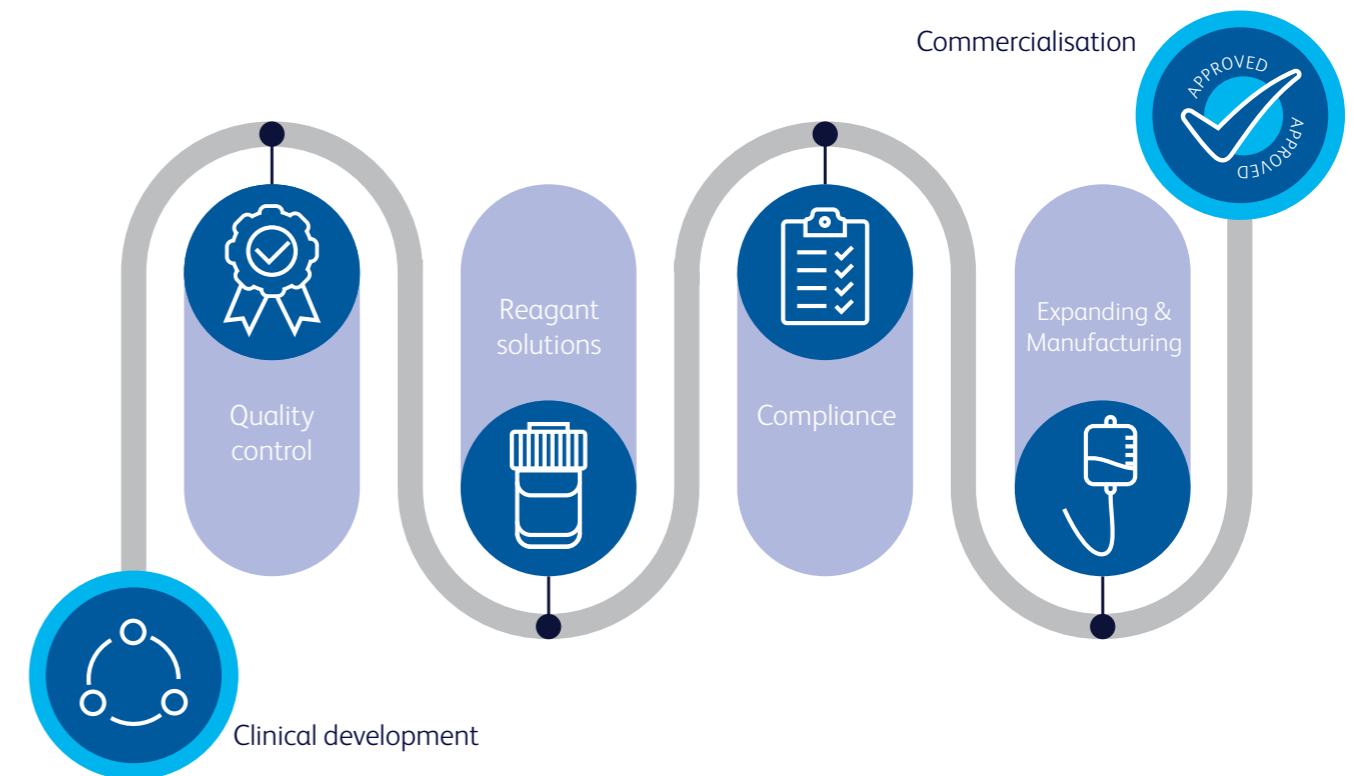 Commercialisation
APPROVED
APPROVED
Quality
control
Reagant
solutions
Compliance
Expanding &
Manufacturing
Clinical development